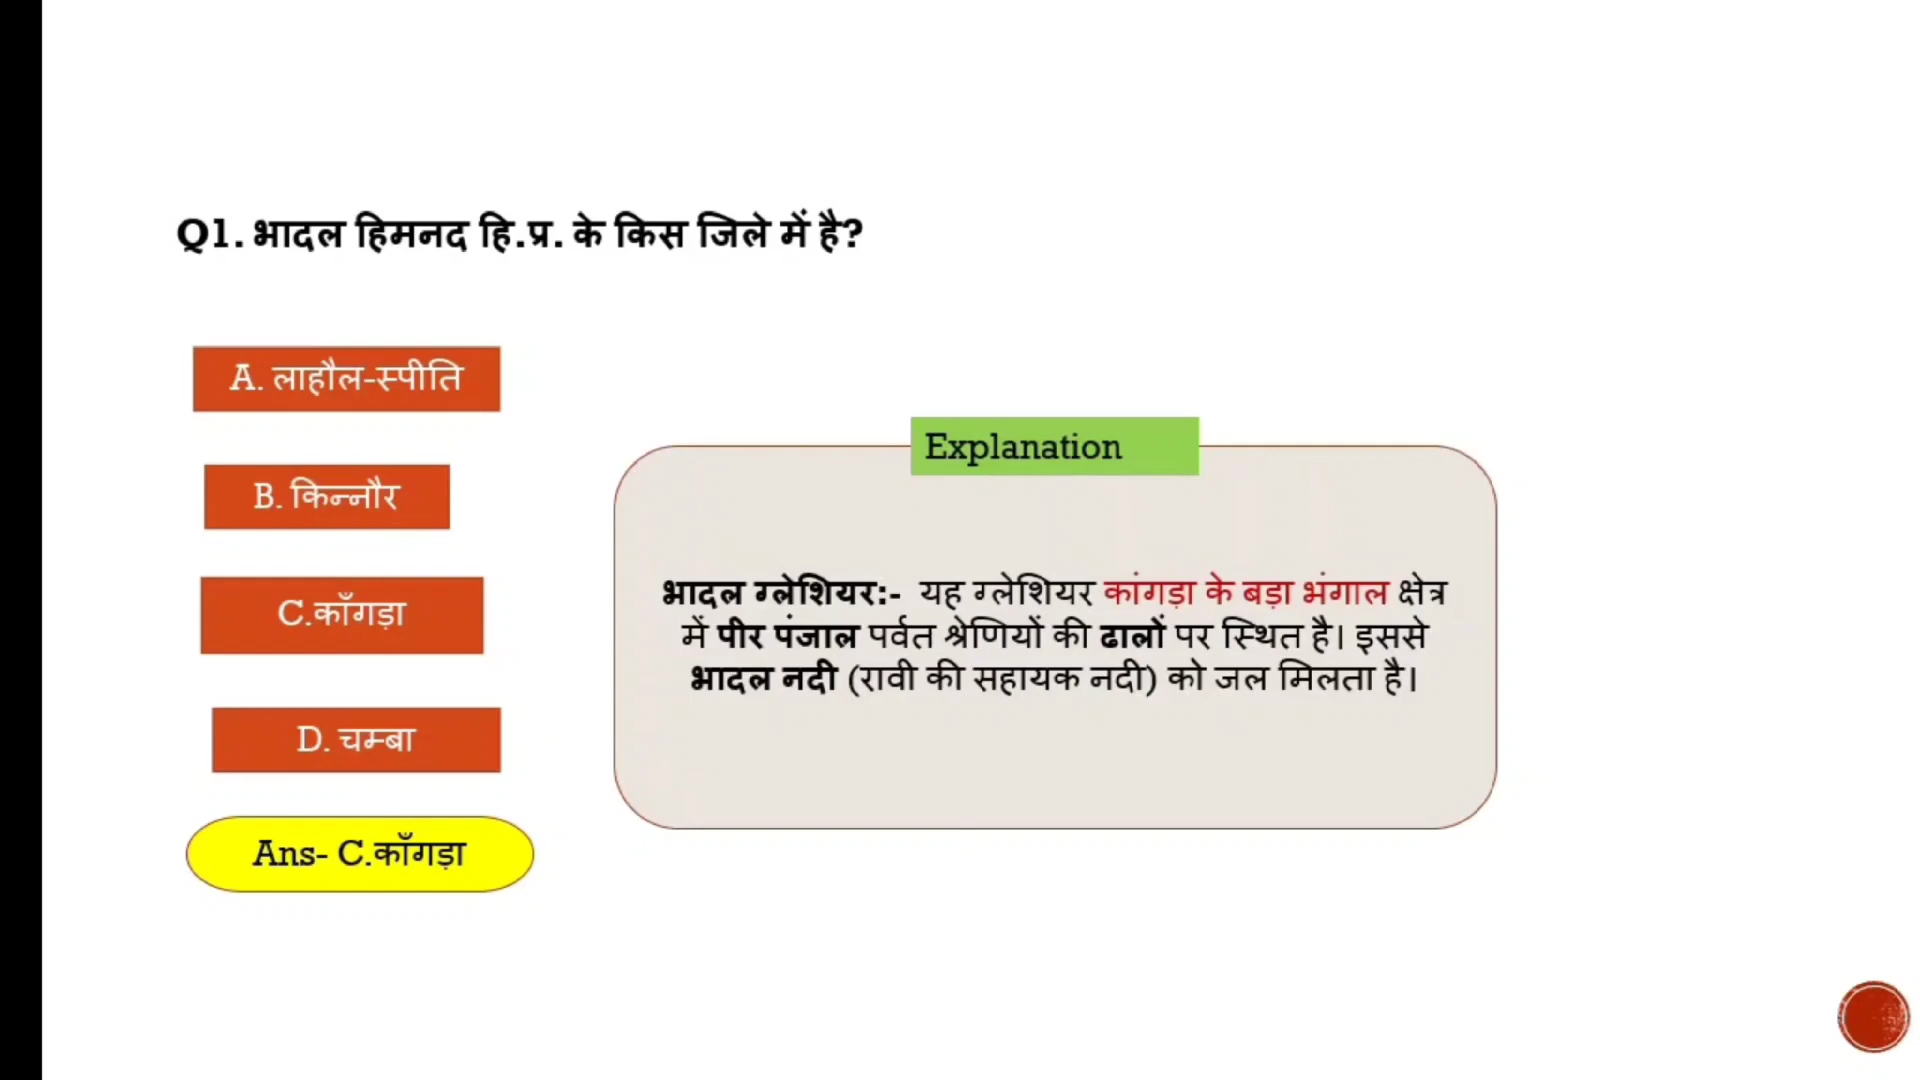 Q1. भादल हिमनद हि.प्र. के किस जिले में है?
A. लाहौल-स्पीति
B. किन्नौर
C.काँगड़ा
D. चम्बा
Ans- C.काँगड़ा
Explanation
भादल ग्लेशियर:- यह ग्लेशियर कांगड़ा के बड़ा भंगाल क्षेत्र
में पीर पंजाल पर्वत श्रेणियों की ढालों पर स्थित है। इससे
भादल नदी (रावी की सहायक नदी) को जल मिलता है।